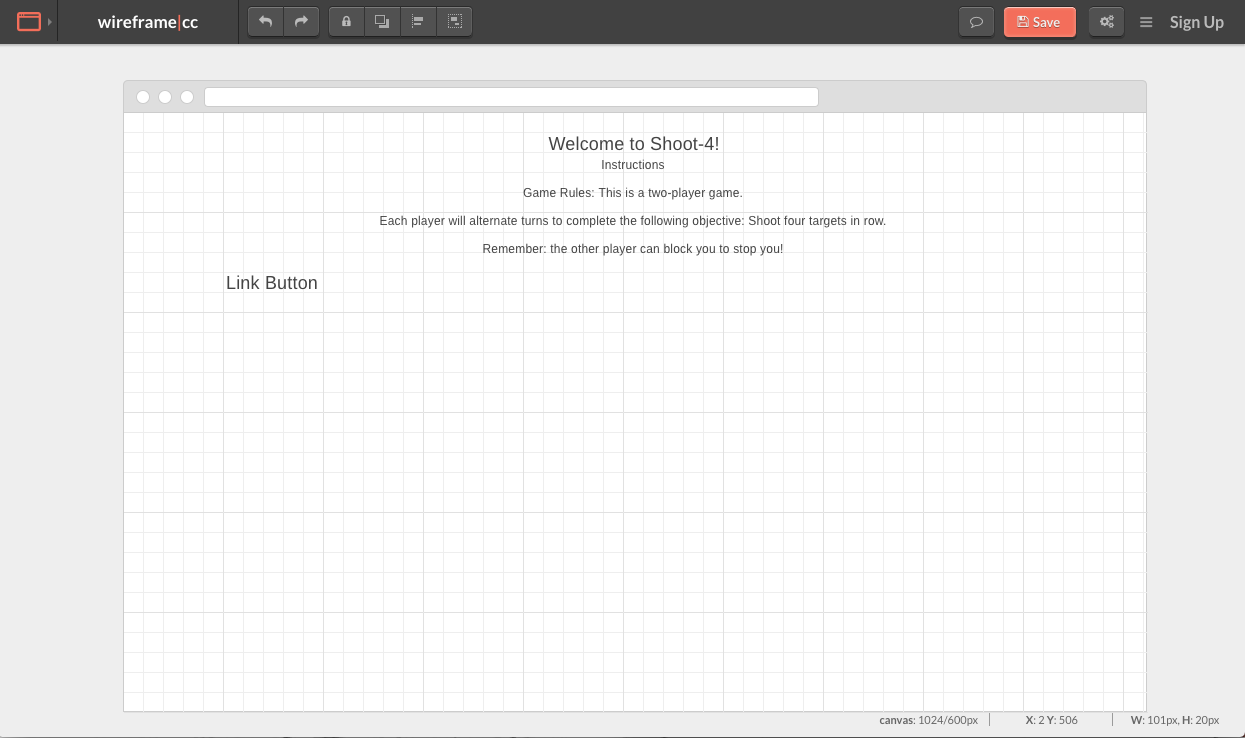 wireframe|cc
Save
Sign Up
Welcome to Shoot-4!
Instructions
Game Rules: This is a two-player game.
Each player will alternate turns to complete the following objective: Shoot four targets in row.
Remember: the other player can block you to stop you!
Link Button
canvas: 1024/600px
X: 2 Y: 506
W: 101px, H: 20px